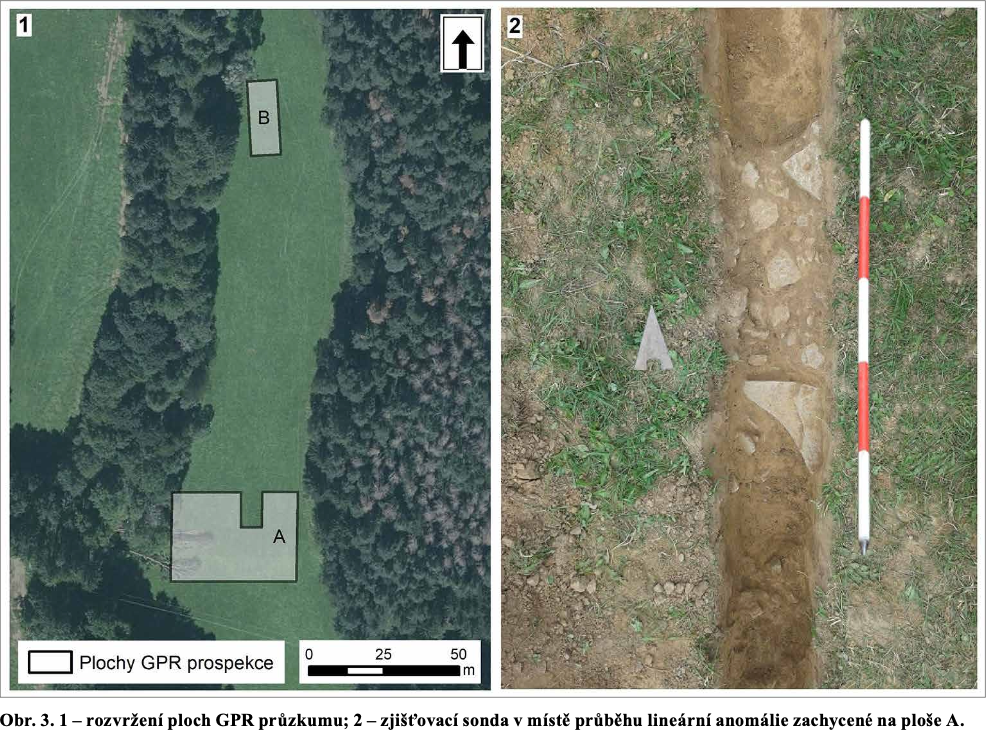 1
B
A
Plochy GPR prospekce
0 25 50
m
2
Obr. 3. 1 – rozvržení ploch GPR průzkumu; 2 – zjišťovací sonda v místě průběhu lineární anomálie zachycené na ploše A.